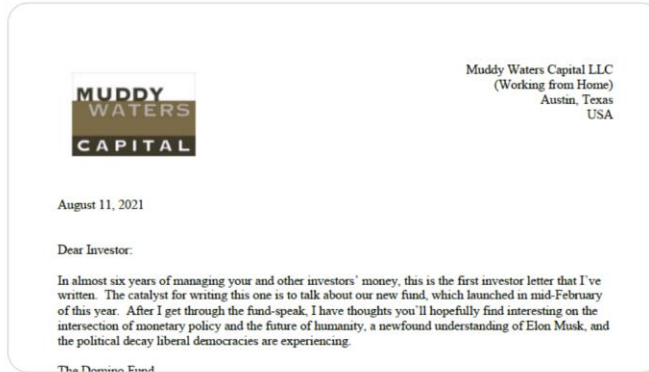 Muddy Waters Capital LLC
(Working from Home)
Austin, Texas
USA
MUDDY
WATERS
CAPITAL
August 11, 2021
Dear Investor:
In almost six years of managing your and other investors' money, this is the first investor letter that I've
written. The catalyst for writing this one is to talk about our new fund, which launched in mid-February
of this year. After I get through the fund-speak, I have thoughts you'll hopefully find interesting on the
intersection of monetary policy and the future of humanity, a newfound understanding of Elon Musk, and
the political decay liberal democracies are experiencing.
The Domino Fund